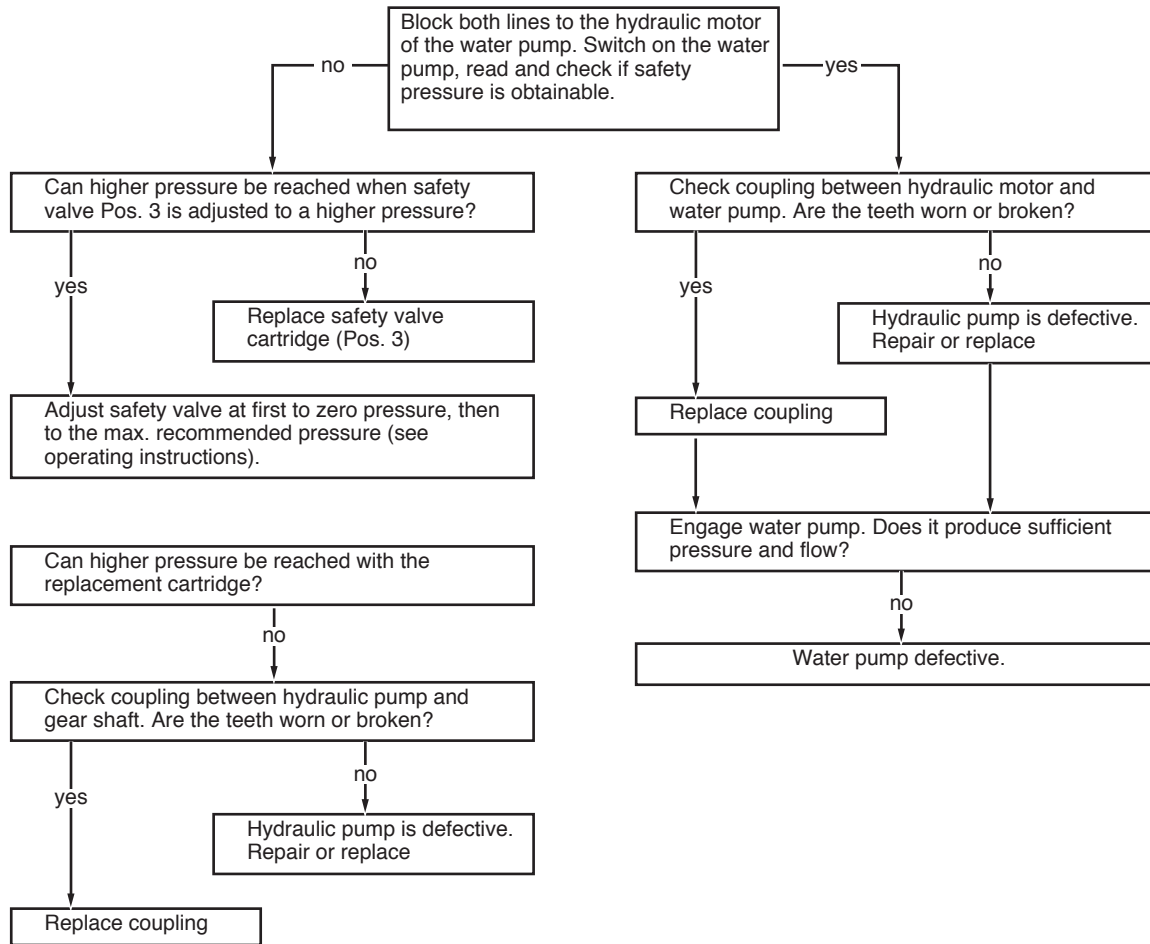 Block both lines to the hydraulic motor
of the water pump. Switch on the water
pump, read and check if safety
pressure is obtainable.
no
yes
Can higher pressure be reached when safety
valve Pos. 3 is adjusted to a higher pressure?
yes
no
Replace safety valve
cartridge (Pos. 3)
Adjust safety valve at first to zero pressure, then
to the max. recommended pressure (see
operating instructions).
Can higher pressure be reached with the
replacement cartridge?
no
Check coupling between hydraulic pump and
gear shaft. Are the teeth worn or broken?
yes
no
Hydraulic pump is defective.
Repair or replace
Replace coupling
Check coupling between hydraulic motor and
water pump. Are the teeth worn or broken?
yes
no
Hydraulic pump is defective.
Repair or replace
Replace coupling
Engage water pump. Does it produce sufficient
pressure and flow?
no
Water pump defective.